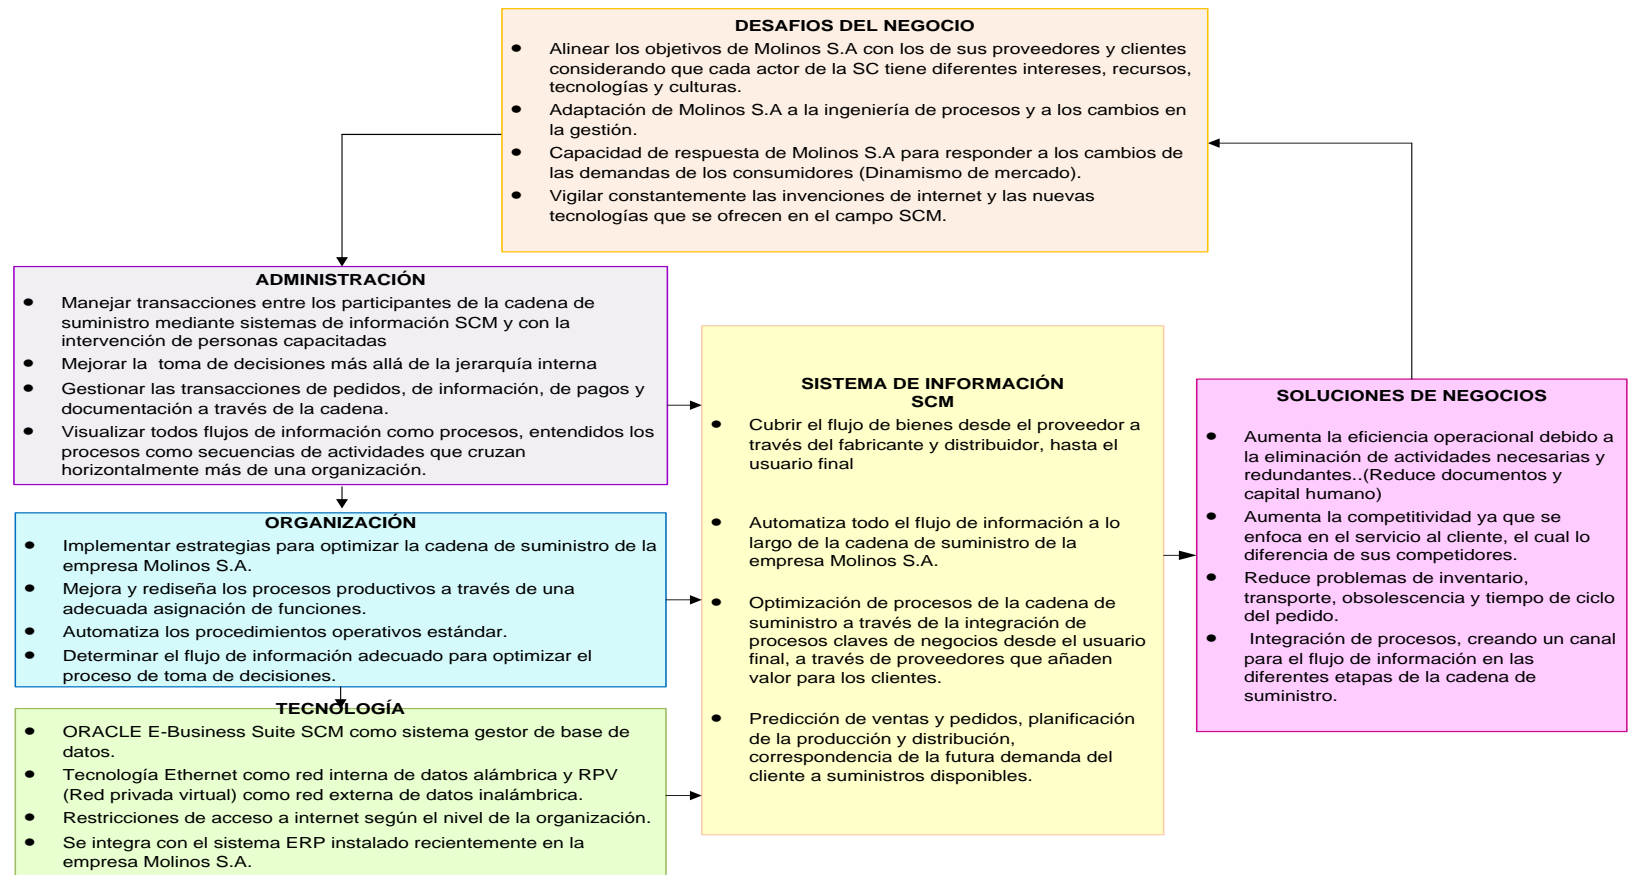 DESAFIOS DEL NEGOCIO
● Alinear los objetivos de Molinos S.A con los de sus proveedores y clientes
considerando que cada actor de la SC tiene diferentes intereses, recursos,
tecnologías y culturas.
● Adaptación de Molinos S.A a la ingeniería de procesos y a los cambios en
la gestión.
● Capacidad de respuesta de Molinos S.A para responder a los cambios de
las demandas de los consumidores (Dinamismo de mercado).
● Vigilar constantemente las invenciones de internet y las nuevas
tecnologías que se ofrecen en el campo SCM.
ADMINISTRACIÓN
● Manejar transacciones entre los participantes de la cadena de
suministro mediante sistemas de información SCM y con la
intervención de personas capacitadas
● Mejorar la  toma de decisiones más allá de la jerarquía interna
● Gestionar las transacciones de pedidos, de información, de pagos y
documentación a través de la cadena.
● Visualizar todos flujos de información como procesos, entendidos los
procesos como secuencias de actividades que cruzan
horizontalmente más de una organización.
ORGANIZACIÓN
● Implementar estrategias para optimizar la cadena de suministro de la
empresa Molinos S.A.
● Mejora y rediseña los procesos productivos a través de una
adecuada asignación de funciones.
● Automatiza los procedimientos operativos estándar.
● Determinar el flujo de información adecuado para optimizar el
proceso de toma de decisiones.
TECNOLOGÍA
● ORACLE E-Business Suite SCM como sistema gestor de base de
datos.
● Tecnología Ethernet como red interna de datos alámbrica y RPV
(Red privada virtual) como red externa de datos inalámbrica.
● Restricciones de acceso a internet según el nivel de la organización.
● Se integra con el sistema ERP instalado recientemente en la
empresa Molinos S.A.
SISTEMA DE INFORMACIÓN
SCM
● Cubrir el flujo de bienes desde el proveedor a
través del fabricante y distribuidor, hasta el
usuario final
● Automatiza todo el flujo de información a lo
largo de la cadena de suministro de la
empresa Molinos S.A.
● Optimización de procesos de la cadena de
suministro a través de la integración de
procesos claves de negocios desde el usuario
final, a través de proveedores que añaden
valor para los clientes.
● Predicción de ventas y pedidos, planificación
de la producción y distribución,
correspondencia de la futura demanda del
cliente a suministros disponibles.
SOLUCIONES DE NEGOCIOS
● Aumenta la eficiencia operacional debido a
la eliminación de actividades necesarias y
redundantes..(Reduce documentos y
capital humano)
● Aumenta la competitividad ya que se
enfoca en el servicio al cliente, el cual lo
diferencia de sus competidores.
● Reduce problemas de inventario,
transporte, obsolescencia y tiempo de ciclo
del pedido.
● Integración de procesos, creando un canal
para el flujo de información en las
diferentes etapas de la cadena de
suministro.